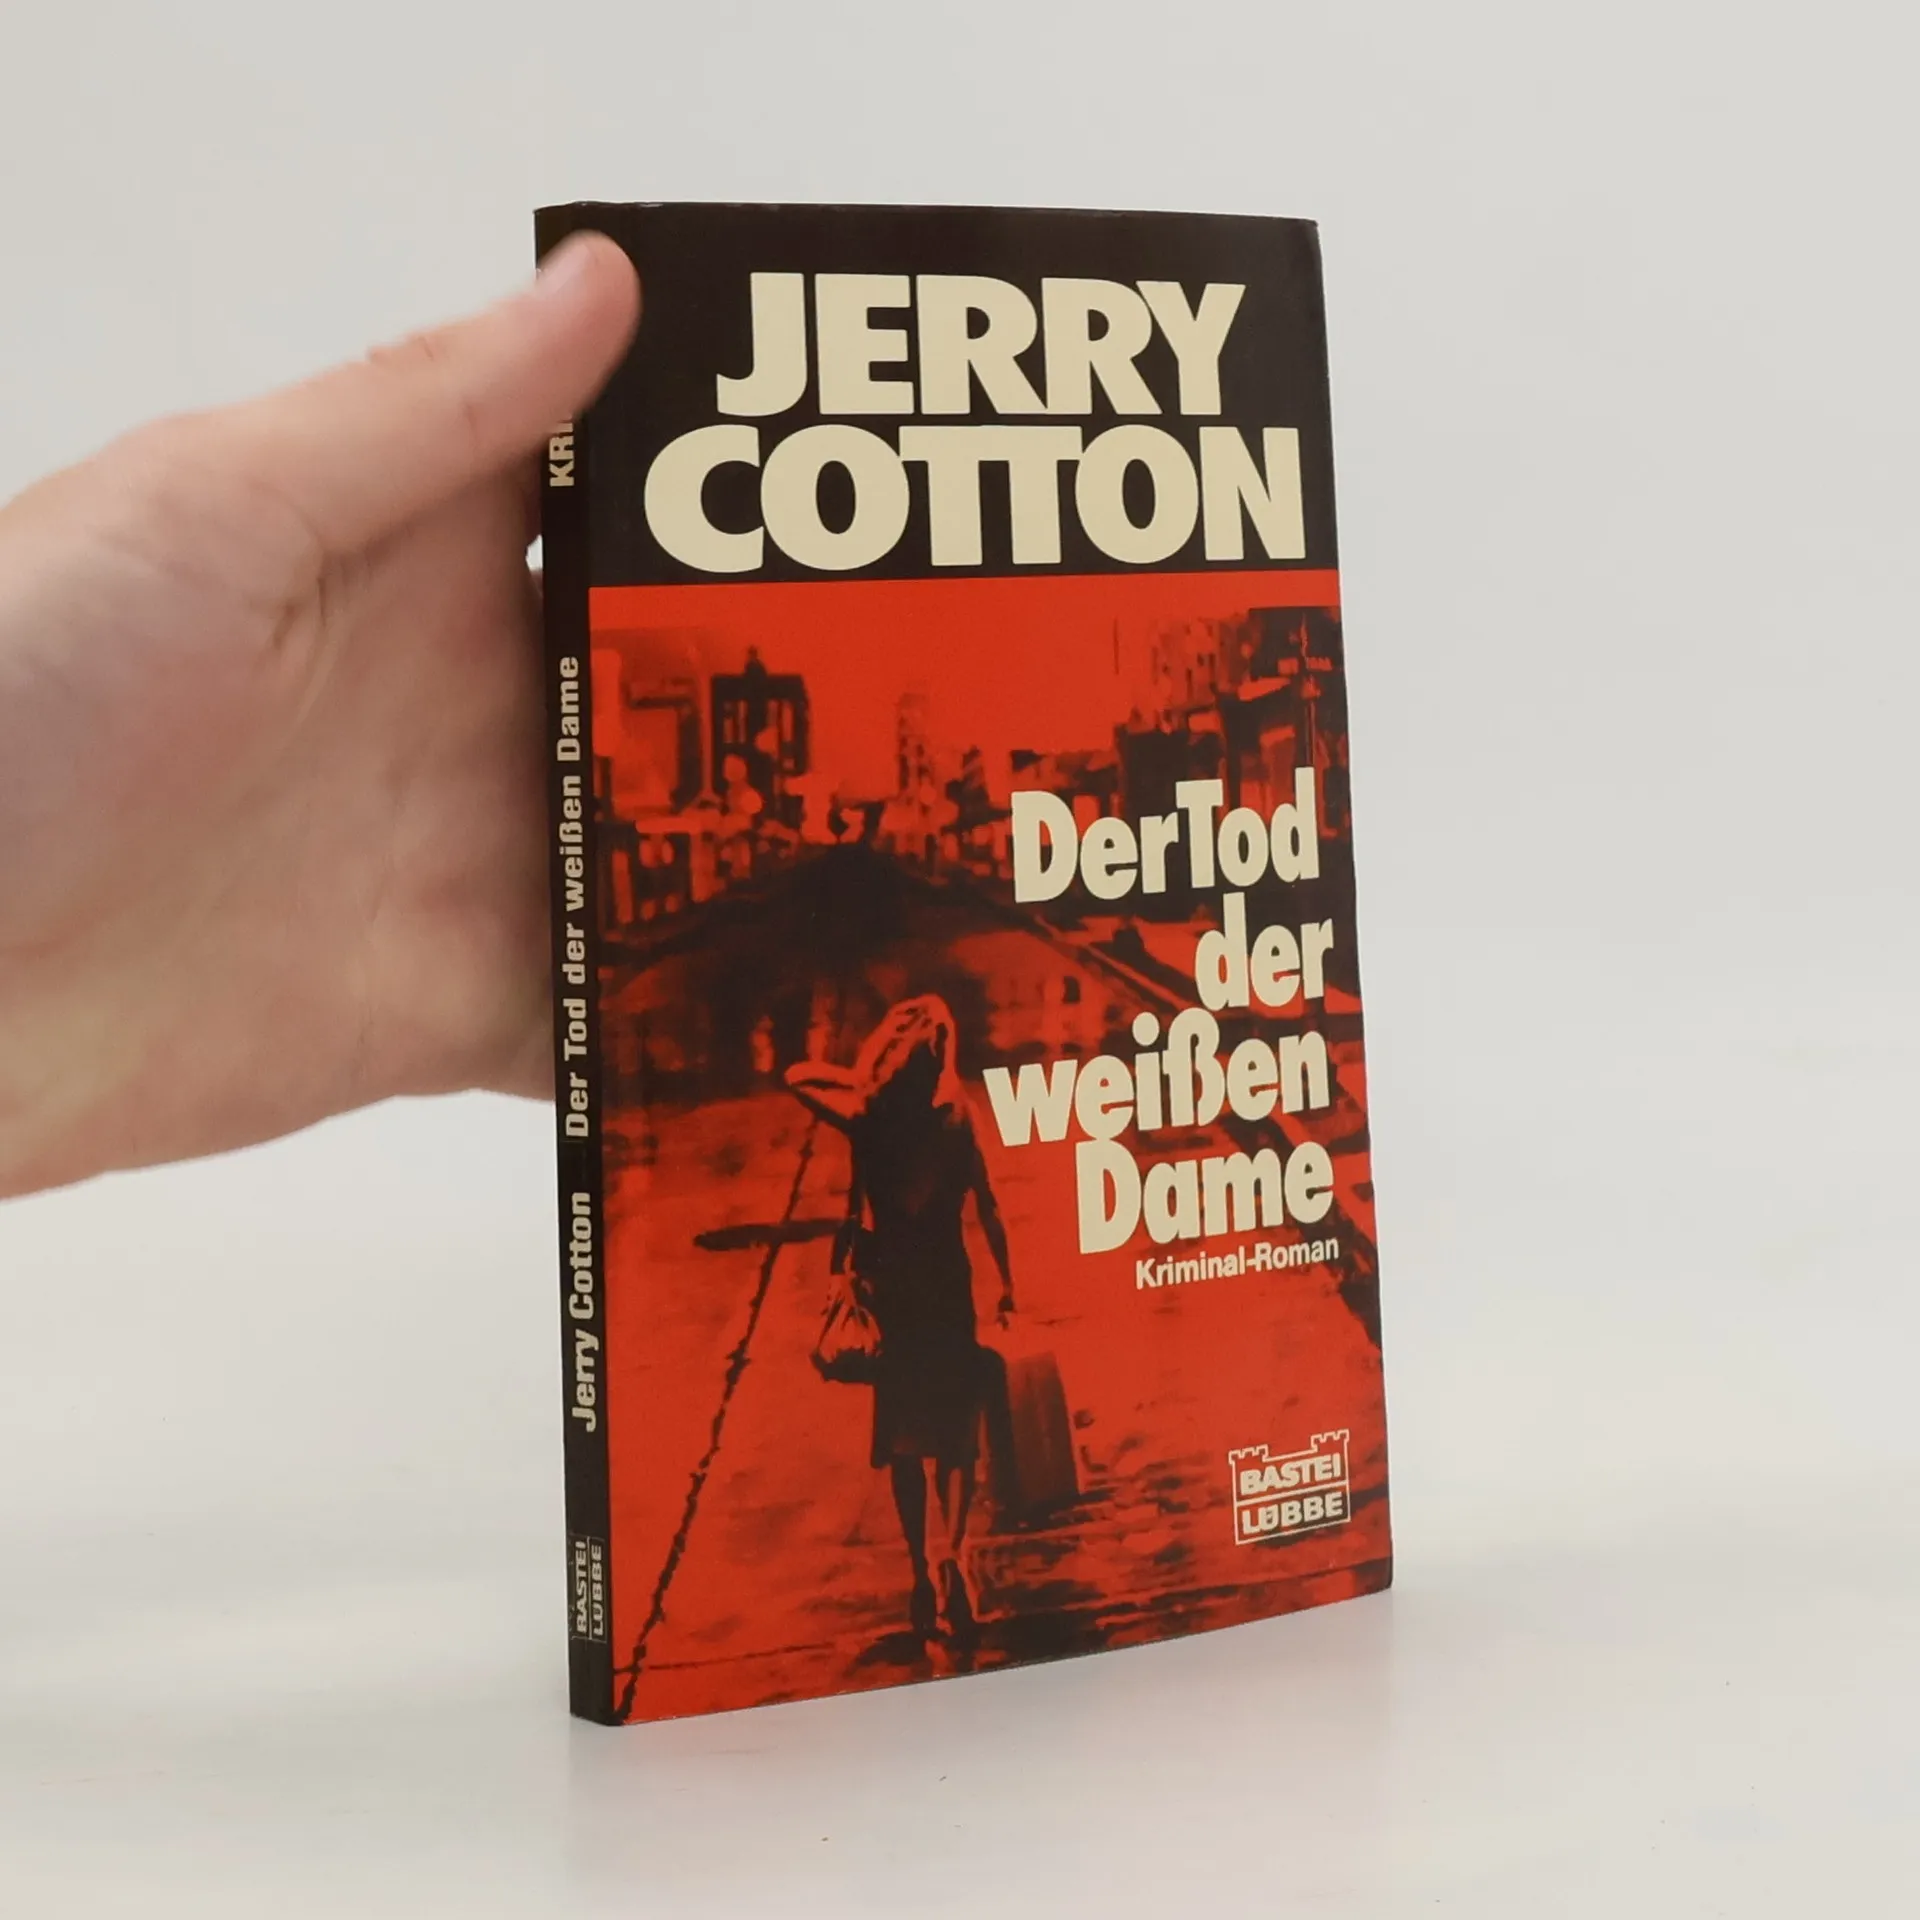 JERRY
COTTON
Der Tod
der
weißen
Dame
Kriminal-Roman
BASTEI
LÜBBE
Jerry Cotton Der Tod der weißen Dame
BASTEI
LÜBBE